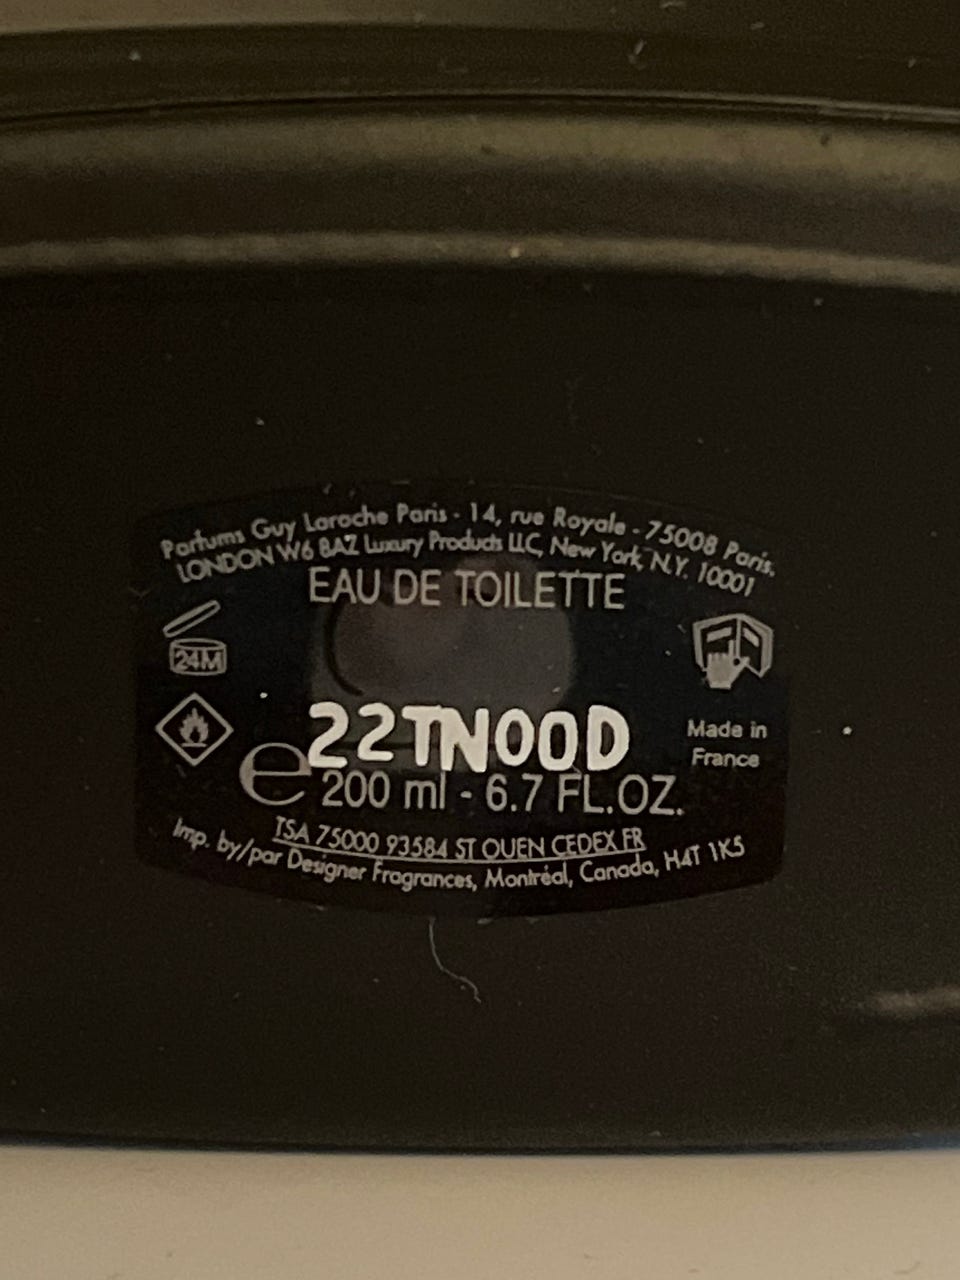 Parfums Guy Laroche Paris - 14, rue Royale - 75008 Paris.
LONDON W6 8AZ Luxury Products LLC, New York, N.Y. 10001
EAU DE TOILETTE
24M
22TN00D
Made in
France
e 200 ml - 6.7 FL.OZ.
TSA 75000 93584 ST OUEN CEDEX FR
Imp. by/par Designer Fragrances, Montréal, Canada, H4T 1K5